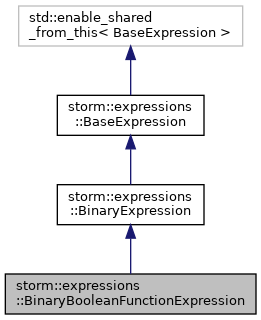 std::enable_shared
_from_this< BaseExpression >
storm::expressions
::BaseExpression
storm::expressions
::BinaryExpression
storm::expressions
::BinaryBooleanFunctionExpression